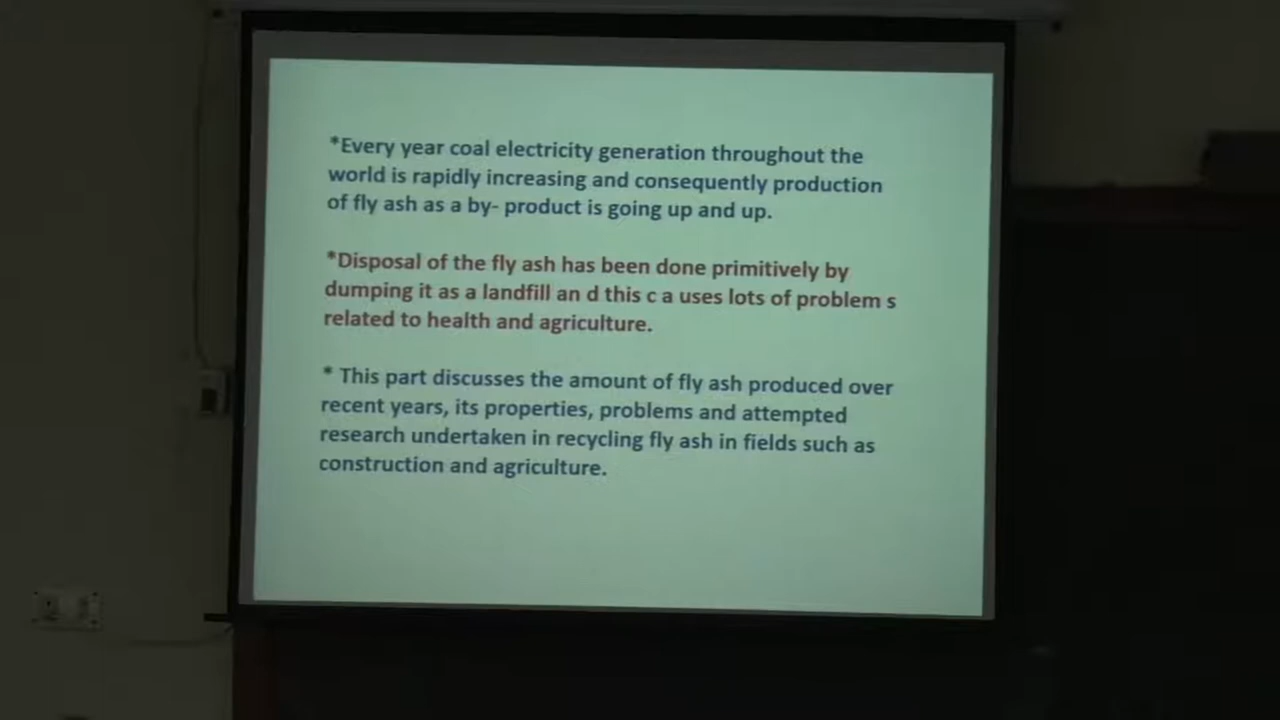 *Every year coal electricity generation throughout the
world is rapidly increasing and consequently production
of fly ash as a by- product is going up and up.
*Disposal of the fly ash has been done primitively by
dumping it as a landfill an d this c a uses lots of problem s
related to health and agriculture.
* This part discusses the amount of fly ash produced over
recent years, its properties, problems and attempted
research undertaken in recycling fly ash in fields such as
construction and agriculture.